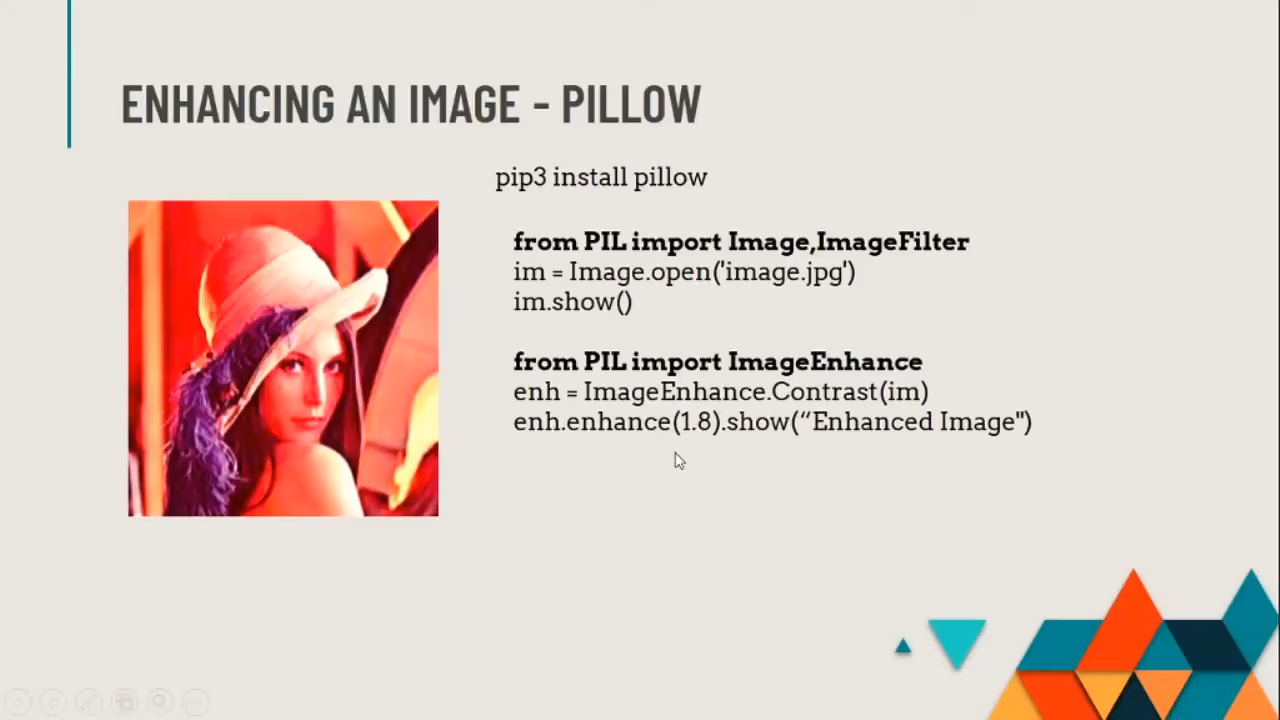 ENHANCING AN IMAGE - PILLOW
pip3 install pillow
from PIL import Image,ImageFilter
im = Image.open('image.jpg')
im.show()
from PIL import ImageEnhance
enh = ImageEnhance.Contrast(im)
enh.enhance(1.8).show(“Enhanced Image")